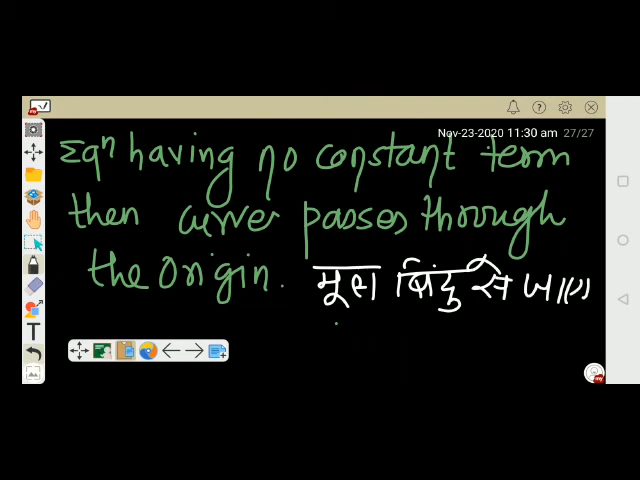 Nov-23-2020 11:30 am 27/27
Eqn having no constant term
then curve passes through
the origin. मूल बिंदु से
T